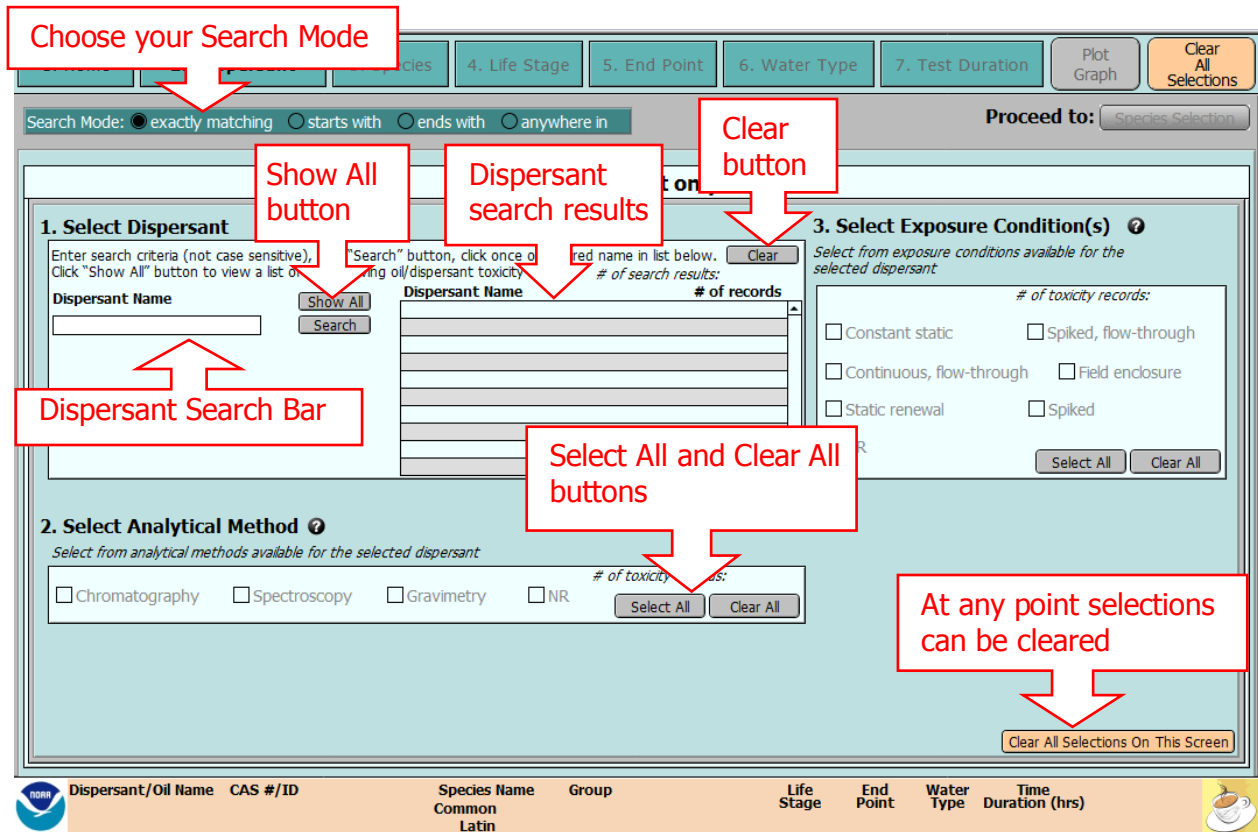 Choose your Search Mode
4. Life Stage
5. End Point
6. Water Type
7. Test Duration
Plot
Graph
Clear
All
Selections
Search Mode: exactly matching starts with ends with anywhere in
Proceed to: Species Selection
Clear
button
Show All
button
Dispersant
search results
1. Select Dispersant
Enter search criteria (not case sensitive), "Search" button, click once name in list below. Clear
Click "Show All" button to view a list oil/dispersant toxicity # of search results:
Dispersant Name
Show All
Search
Dispersant Name # of records
Dispersant Search Bar
3. Select Exposure Condition(s) ?
Select from exposure conditions available for the
selected dispersant
# of toxicity records:
Constant static Spiked, flow-through
Continuous, flow-through Field enclosure
Static renewal Spiked
Select All Clear All
Select All and Clear All
buttons
2. Select Analytical Method ?
Select from analytical methods available for the selected dispersant
# of toxicity
Chromatography Spectroscopy Gravimetry NR Select All Clear All
At any point selections
can be cleared
Clear All Selections On This Screen
NOAA
Dispersant/Oil Name CAS #/ID Species Name Group Life End Water Time
Common Stage Point Type Duration (hrs)
Latin